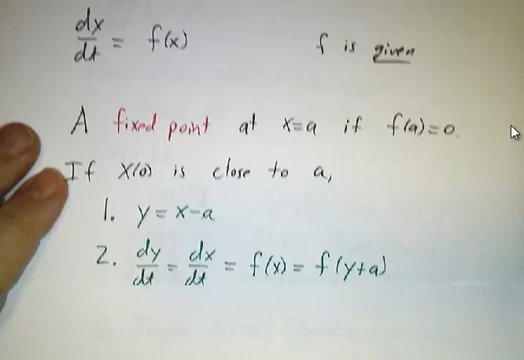 dx/dt = f(x) f is given
A fixed point at x=a if f(a)=0.
If X(0) is close to a,
1. y = x-a
2. dy/dt = dx/dt = f(x) = f(y+a)